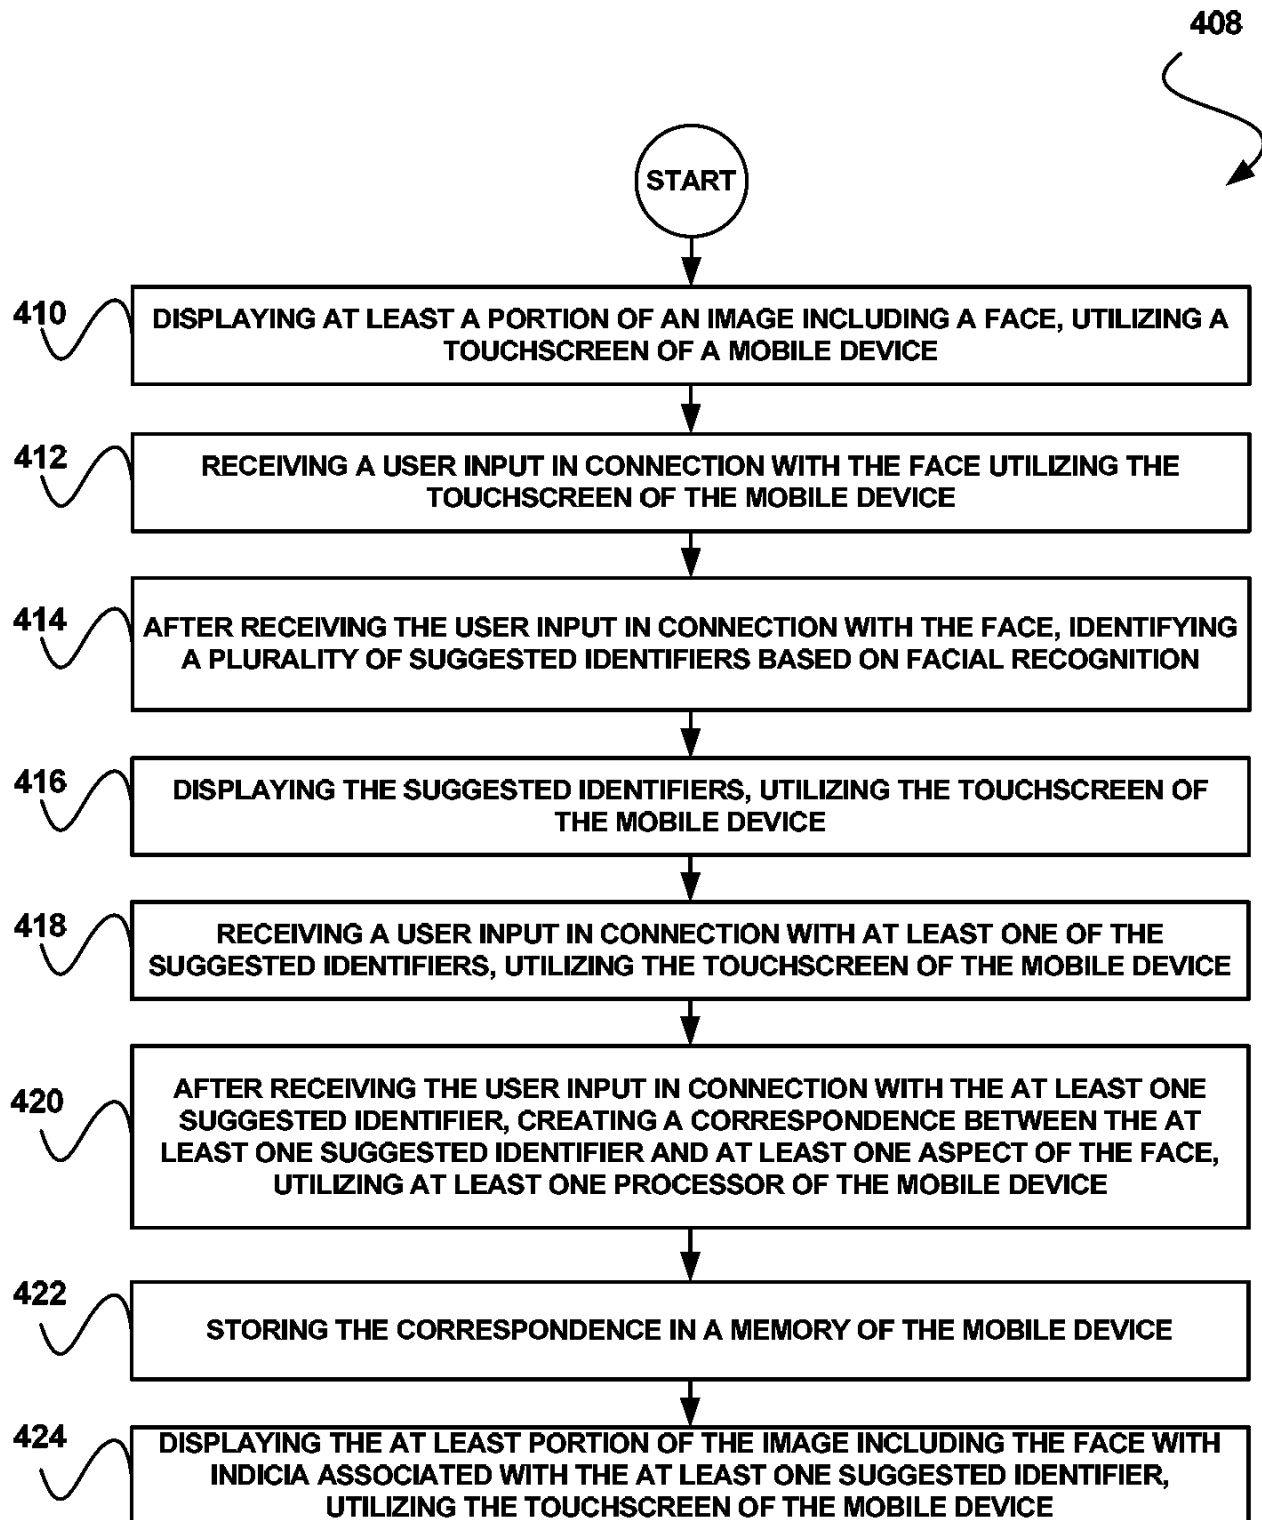 408
START
410
DISPLAYING AT LEAST A PORTION OF AN IMAGE INCLUDING A FACE, UTILIZING A
TOUCHSCREEN OF A MOBILE DEVICE
412
RECEIVING A USER INPUT IN CONNECTION WITH THE FACE UTILIZING THE
TOUCHSCREEN OF THE MOBILE DEVICE
414
AFTER RECEIVING THE USER INPUT IN CONNECTION WITH THE FACE, IDENTIFYING
A PLURALITY OF SUGGESTED IDENTIFIERS BASED ON FACIAL RECOGNITION
416
DISPLAYING THE SUGGESTED IDENTIFIERS, UTILIZING THE TOUCHSCREEN OF
THE MOBILE DEVICE
418
RECEIVING A USER INPUT IN CONNECTION WITH AT LEAST ONE OF THE
SUGGESTED IDENTIFIERS, UTILIZING THE TOUCHSCREEN OF THE MOBILE DEVICE
420
AFTER RECEIVING THE USER INPUT IN CONNECTION WITH THE AT LEAST ONE
SUGGESTED IDENTIFIER, CREATING A CORRESPONDENCE BETWEEN THE AT
LEAST ONE SUGGESTED IDENTIFIER AND AT LEAST ONE ASPECT OF THE FACE,
UTILIZING AT LEAST ONE PROCESSOR OF THE MOBILE DEVICE
422
STORING THE CORRESPONDENCE IN A MEMORY OF THE MOBILE DEVICE
424
DISPLAYING THE AT LEAST PORTION OF THE IMAGE INCLUDING THE FACE WITH
INDICIA ASSOCIATED WITH THE AT LEAST ONE SUGGESTED IDENTIFIER,
UTILIZING THE TOUCHSCREEN OF THE MOBILE DEVICE